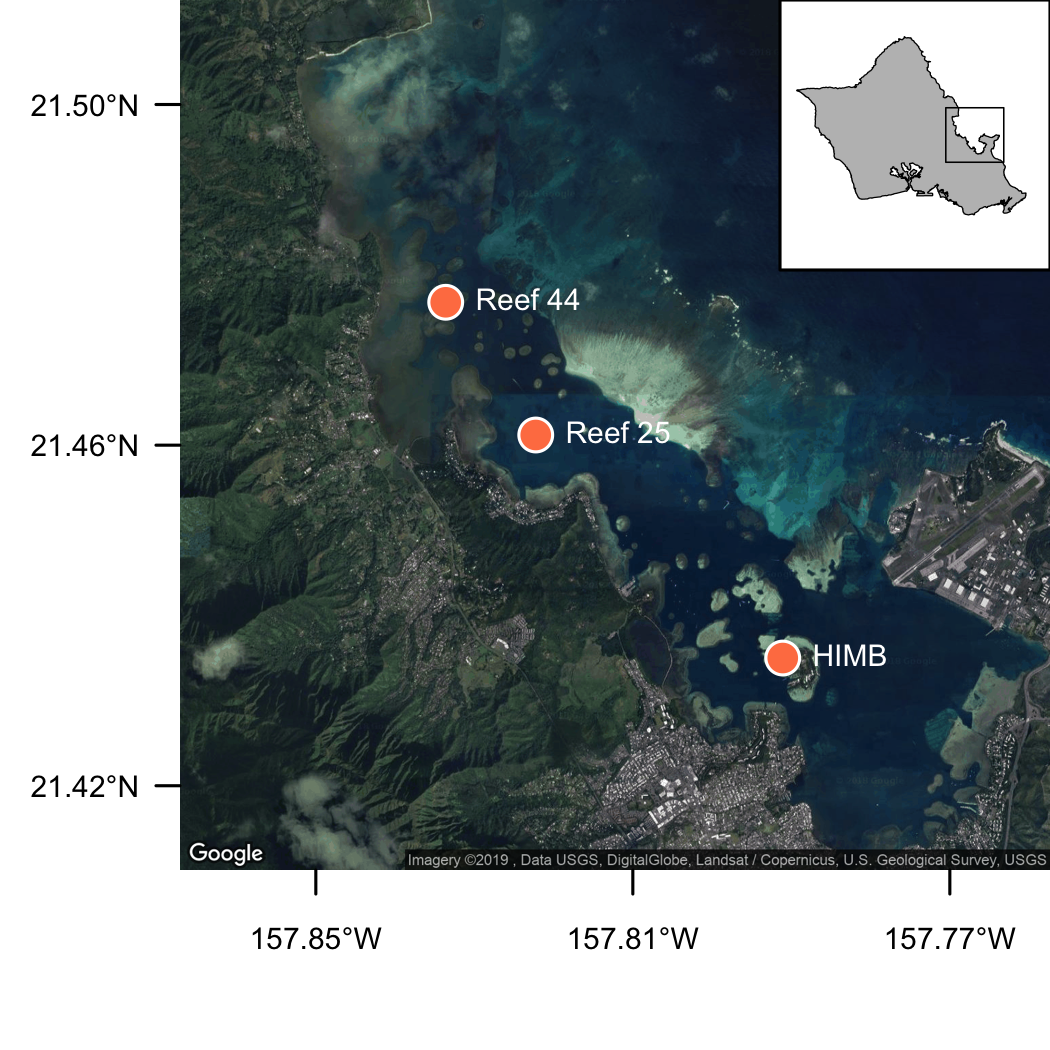 21.50°N
Reef 44
Reef 25
21.46°N
HIMB
21.42°N
Google
Imagery ©2019 , Data USGS, DigitalGlobe, Landsat / Copernicus, U.S. Geological Survey, USGS
157.85°W
157.81°W
157.77°W